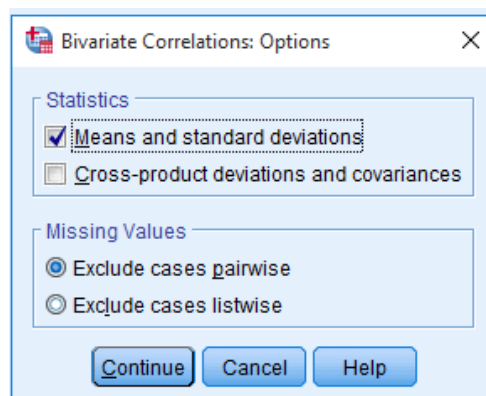 Bivariate Correlations: Options
Statistics
Means and standard deviations
Cross-product deviations and covariances
Missing Values
Exclude cases pairwise
Exclude cases listwise
Continue Cancel Help